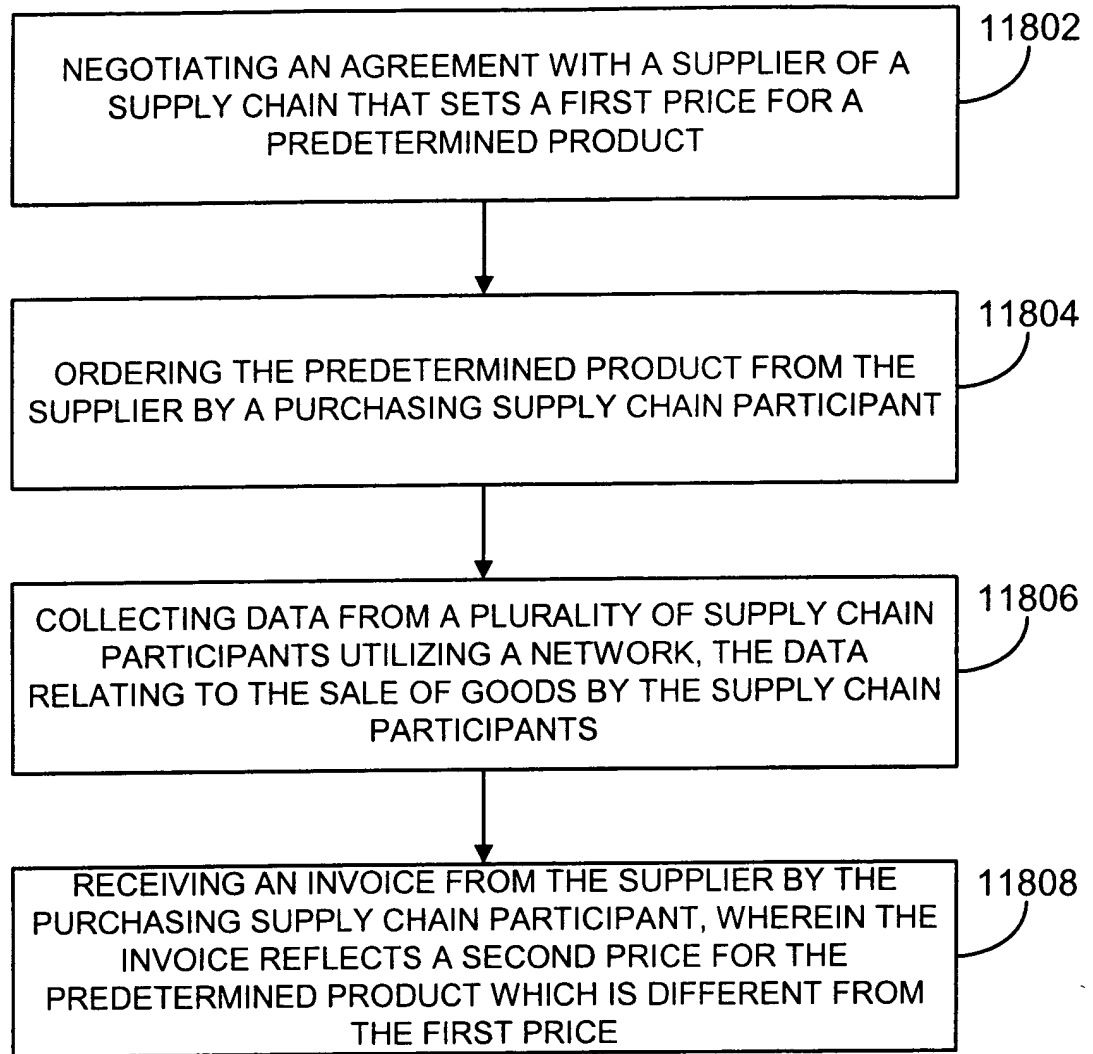 11802
NEGOTIATING AN AGREEMENT WITH A SUPPLIER OF A
SUPPLY CHAIN THAT SETS A FIRST PRICE FOR A
PREDETERMINED PRODUCT
11804
ORDERING THE PREDETERMINED PRODUCT FROM THE
SUPPLIER BY A PURCHASING SUPPLY CHAIN PARTICIPANT
11806
COLLECTING DATA FROM A PLURALITY OF SUPPLY CHAIN
PARTICIPANTS UTILIZING A NETWORK, THE DATA
RELATING TO THE SALE OF GOODS BY THE SUPPLY CHAIN
PARTICIPANTS
11808
RECEIVING AN INVOICE FROM THE SUPPLIER BY THE
PURCHASING SUPPLY CHAIN PARTICIPANT, WHEREIN THE
INVOICE REFLECTS A SECOND PRICE FOR THE
PREDETERMINED PRODUCT WHICH IS DIFFERENT FROM
THE FIRST PRICE